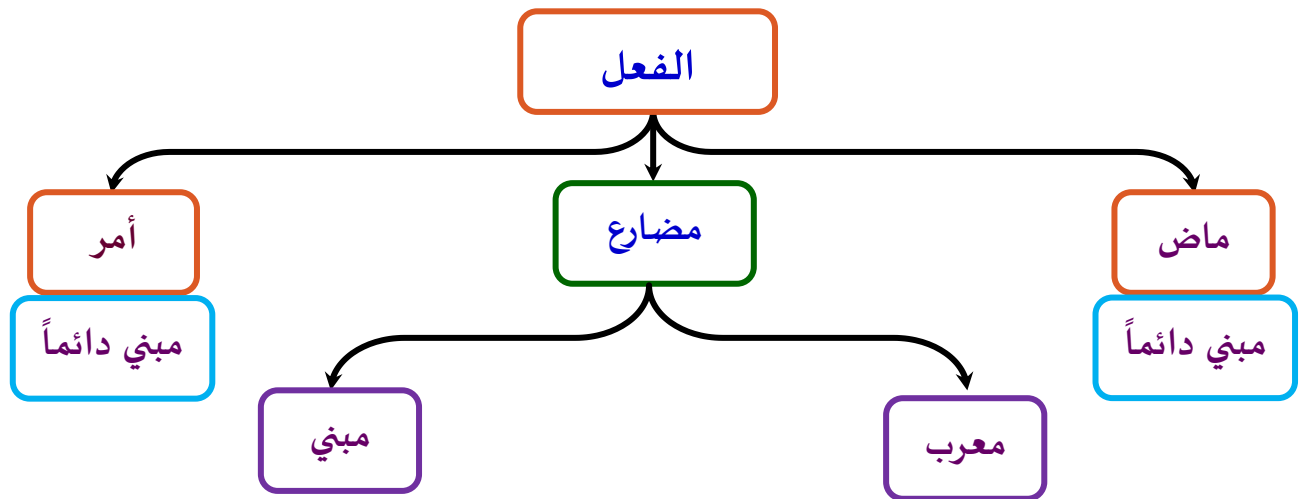 الفعل
ماض
مضارع
أمر
مبني دائماً
مبني دائماً
معرب
مبني